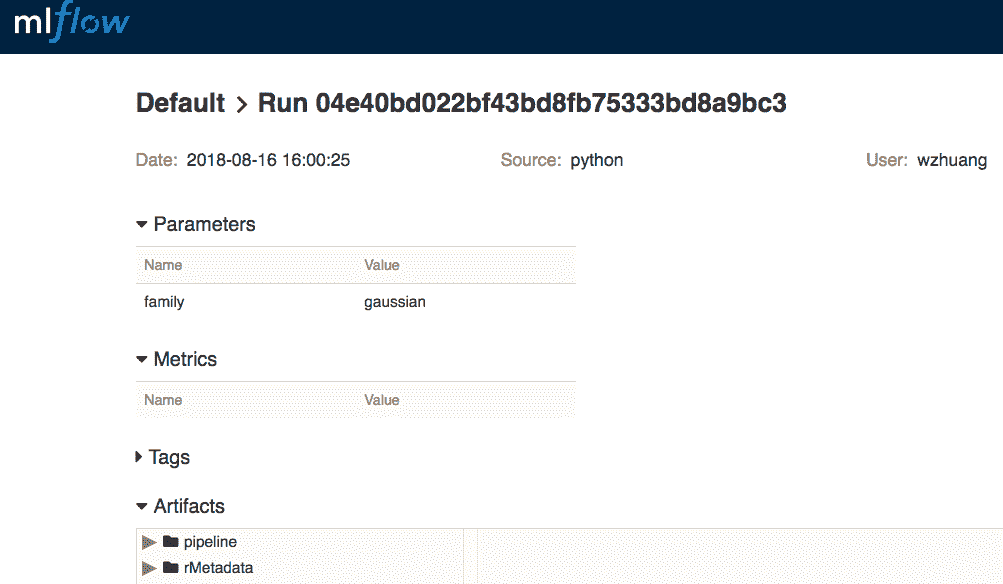 mlflow
Default > Run 04e40bd022bf43bd8fb75333bd8a9bc3
Date: 2018-08-16 16:00:25 Source: python User: wzhuang
Parameters
Name Value
family gaussian
Metrics
Name Value
Tags
Artifacts
pipeline
rMetadata